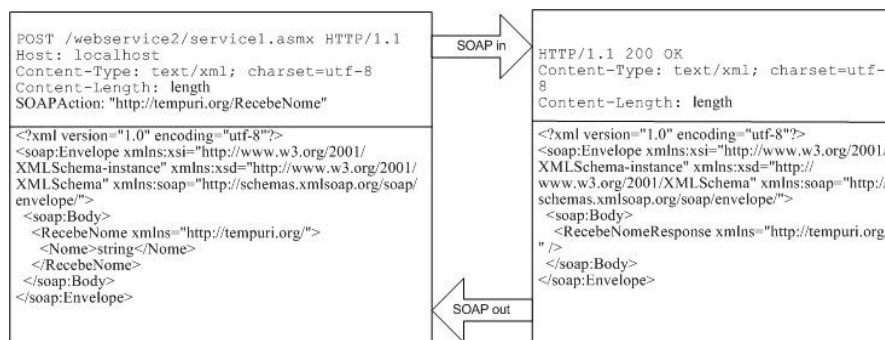 POST /webservice2/service1.asmx HTTP/1.1
Host: localhost
Content-Type: text/xml; charset=utf-8
Content-Length: length
SOAPAction: "http://tempuri.org/RecebeNome"
<?xml version="1.0" encoding="utf-8"?>
<soap:Envelope xmlns:xsi="http://www.w3.org/2001/
XMLSchema-instance" xmlns:xsd="http://www.w3.org/2001/
XMLSchema" xmlns:soap="http://schemas.xmlsoap.org/soap/
envelope/">
<soap:Body>
<RecebeNome xmlns="http://tempuri.org/">
<Nome>string</Nome>
</RecebeNome>
</soap:Body>
</soap:Envelope>
SOAP in
SOAP out
HTTP/1.1 200 OK
Content-Type: text/xml; charset=utf-
8
Content-Length: length
<?xml version="1.0" encoding="utf-8"?>
<soap:Envelope xmlns:xsi="http://www.w3.org/2001/
XMLSchema-instance" xmlns:xsd="http://
www.w3.org/2001/XMLSchema" xmlns:soap="http://
schemas.xmlsoap.org/soap/envelope/">
<soap:Body>
<RecebeNomeResponse xmlns="http://tempuri.org/
" />
</soap:Body>
</soap:Envelope>